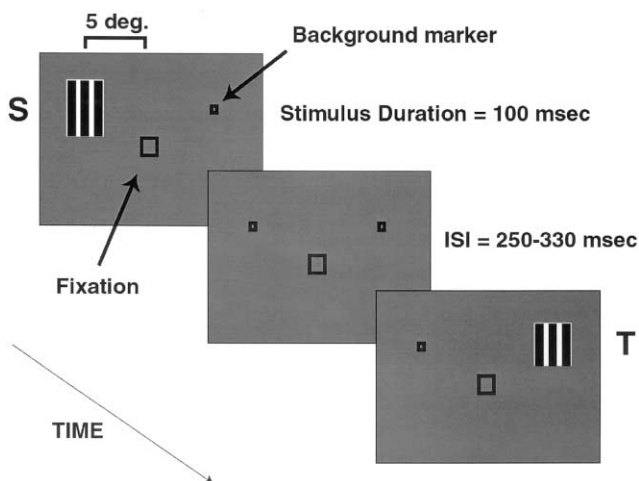 5 deg.
Background marker
S
Stimulus Duration = 100 msec
ISI = 250-330 msec
Fixation
T
TIME